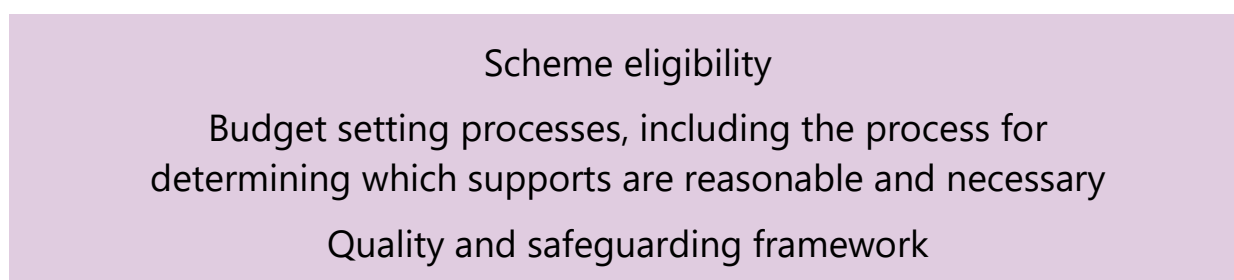 Scheme eligibility
Budget setting processes, including the process for
determining which supports are reasonable and necessary
Quality and safeguarding framework